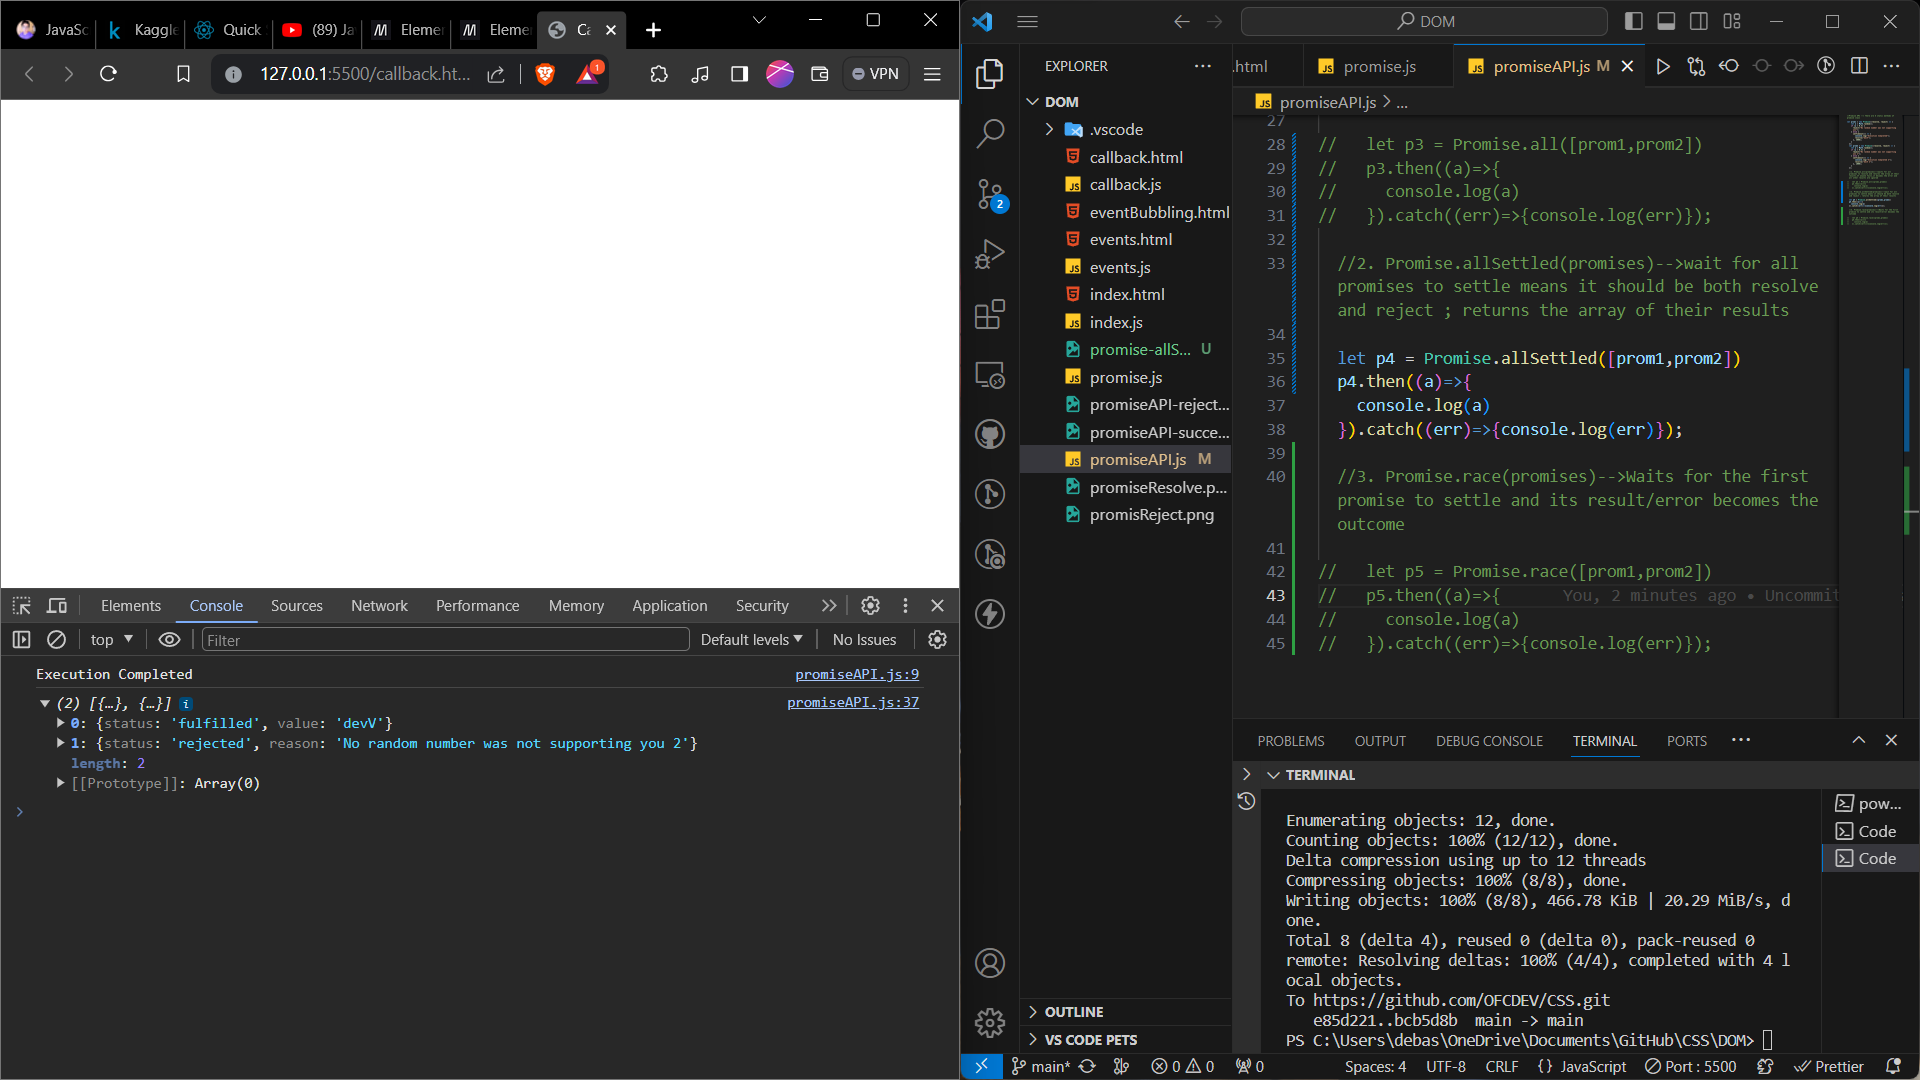 JavaSc
Kaggle
Quick
(89) Ja
Elemen
Eleme
Ca
127.0.0.1:5500/callback.ht...
1
VPN
Elements
Console
Sources
Network
Performance
Memory
Application
Security
top
Filter
Default levels
No Issues
Execution Completed
promiseAPI.js:9
(2) [{…}, {…}]
promiseAPI.js:37
0: {status: 'fulfilled', value: 'devV'}
1: {status: 'rejected', reason: 'No random number was not supporting you 2'}
length: 2
[[Prototype]]: Array(0)
DOM
EXPLORER
DOM
.vscode
callback.html
callback.js
eventBubbling.html
events.html
events.js
index.html
index.js
promise-allS... U
promise.js
promiseAPI-reject...
promiseAPI-succe...
promiseAPI.js M
promiseResolve.p...
promisReject.png
2
OUTLINE
VS CODE PETS
.html
promise.js
promiseAPI.js M
promiseAPI.js > ...
27
28 // let p3 = Promise.all([prom1,prom2])
29 // p3.then((a)=>{
30 // console.log(a)
31 // }).catch((err)=>{console.log(err)});
32
33 //2. Promise.allSettled(promises)-->wait for all
promises to settle means it should be both resolve
and reject ; returns the array of their results
34
35 let p4 = Promise.allSettled([prom1,prom2])
36 p4.then((a)=>{
37 console.log(a)
38 }).catch((err)=>{console.log(err)});
39
40 //3. Promise.race(promises)-->Waits for the first
promise to settle and its result/error becomes the
outcome
41
42 // let p5 = Promise.race([prom1,prom2])
43 // p5.then((a)=>{ You, 2 minutes ago • Uncommit
44 // console.log(a)
45 // }).catch((err)=>{console.log(err)});
PROBLEMS
OUTPUT
DEBUG CONSOLE
TERMINAL
PORTS
TERMINAL
Enumerating objects: 12, done.
Counting objects: 100% (12/12), done.
Delta compression using up to 12 threads
Compressing objects: 100% (8/8), done.
Writing objects: 100% (8/8), 466.78 KiB | 20.29 MiB/s, d
one.
Total 8 (delta 4), reused 0 (delta 0), pack-reused 0
remote: Resolving deltas: 100% (4/4), completed with 4 l
ocal objects.
To https://github.com/OFCDEV/CSS.git
e85d221..bcb5d8b main -> main
PS C:\Users\debas\OneDrive\Documents\GitHub\CSS\DOM>
pow...
Code
Code
main*
0
0
0
Spaces: 4
UTF-8
CRLF
{ } JavaScript
Port : 5500
Prettier